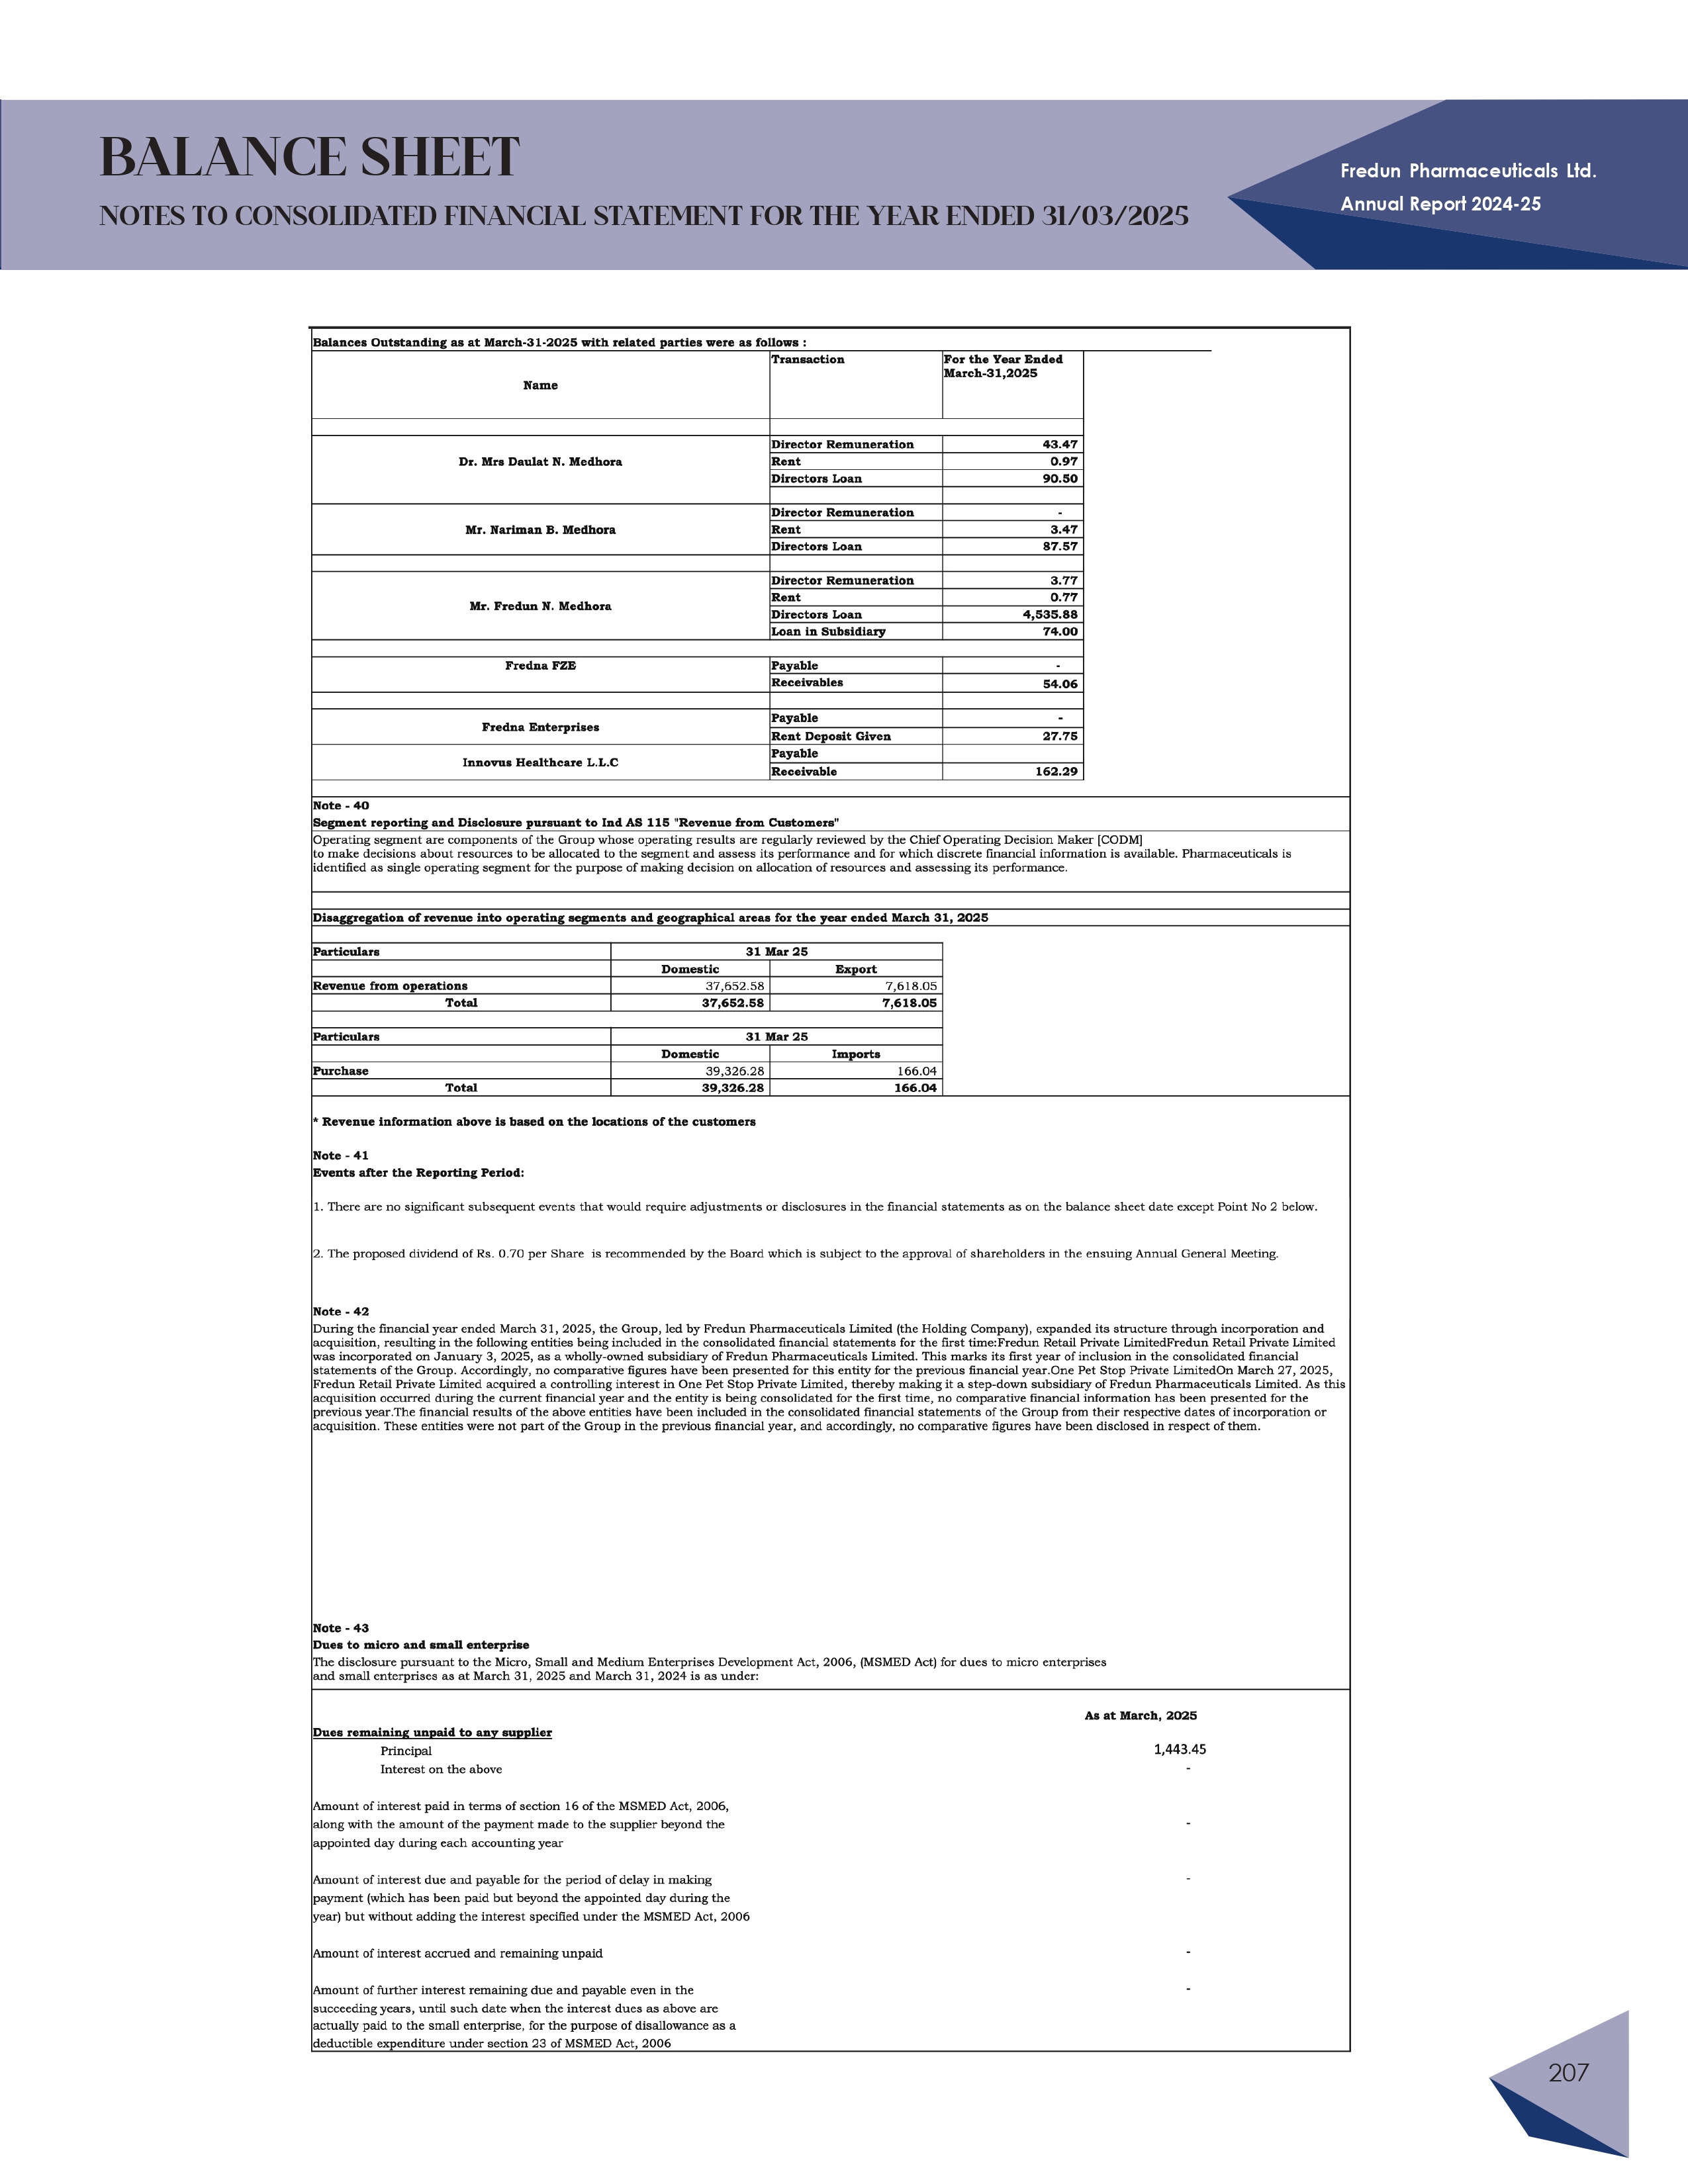 BALANCE SHEET
NOTES TO CONSOLIDATED FINANCIAL STATEMENT FOR THE YEAR ENDED 31/03/2025
Fredun Pharmaceuticals Ltd.
Annual Report 2024-25
Balances Outstanding as at March-31-2025 with related parties were as follows :
Name Transaction For the Year Ended
March-31,2025
Dr. Mrs Daulat N. Medhora
Director Remuneration 43.47
Rent 0.97
Directors Loan 90.50
Mr. Nariman B. Medhora
Director Remuneration -
Rent 3.47
Directors Loan 87.57
Mr. Fredun N. Medhora
Director Remuneration 3.77
Rent 0.77
Directors Loan 4,535.88
Loan in Subsidiary 74.00
Fredna FZE
Payable -
Receivables 54.06
Fredna Enterprises
Payable -
Rent Deposit Given 27.75
Innovus Healthcare L.L.C
Payable
Receivable 162.29
Note - 40
Segment reporting and Disclosure pursuant to Ind AS 115 "Revenue from Customers"
Operating segment are components of the Group whose operating results are regularly reviewed by the Chief Operating Decision Maker [CODM]
to make decisions about resources to be allocated to the segment and assess its performance and for which discrete financial information is available. Pharmaceuticals is
identified as single operating segment for the purpose of making decision on allocation of resources and assessing its performance.
Disaggregation of revenue into operating segments and geographical areas for the year ended March 31, 2025
Particulars 31 Mar 25
Domestic Export
Revenue from operations 37,652.58 7,618.05
Total 37,652.58 7,618.05
Particulars 31 Mar 25
Domestic Imports
Purchase 39,326.28 166.04
Total 39,326.28 166.04
* Revenue information above is based on the locations of the customers
Note - 41
Events after the Reporting Period:
1. There are no significant subsequent events that would require adjustments or disclosures in the financial statements as on the balance sheet date except Point No 2 below.
2. The proposed dividend of Rs. 0.70 per Share is recommended by the Board which is subject to the approval of shareholders in the ensuing Annual General Meeting.
Note - 42
During the financial year ended March 31, 2025, the Group, led by Fredun Pharmaceuticals Limited (the Holding Company), expanded its structure through incorporation and
acquisition, resulting in the following entities being included in the consolidated financial statements for the first time:Fredun Retail Private LimitedFredun Retail Private Limited
was incorporated on January 3, 2025, as a wholly-owned subsidiary of Fredun Pharmaceuticals Limited. This marks its first year of inclusion in the consolidated financial
statements of the Group. Accordingly, no comparative figures have been presented for this entity for the previous financial year.One Pet Stop Private LimitedOn March 27, 2025,
Fredun Retail Private Limited acquired a controlling interest in One Pet Stop Private Limited, thereby making it a step-down subsidiary of Fredun Pharmaceuticals Limited. As this
acquisition occurred during the current financial year and the entity is being consolidated for the first time, no comparative financial information has been presented for the
previous year.The financial results of the above entities have been included in the consolidated financial statements of the Group from their respective dates of incorporation or
acquisition. These entities were not part of the Group in the previous financial year, and accordingly, no comparative figures have been disclosed in respect of them.
Note - 43
Dues to micro and small enterprise
The disclosure pursuant to the Micro, Small and Medium Enterprises Development Act, 2006, (MSMED Act) for dues to micro enterprises
and small enterprises as at March 31, 2025 and March 31, 2024 is as under:
As at March, 2025
Dues remaining unpaid to any supplier
Principal 1,443.45
Interest on the above -
Amount of interest paid in terms of section 16 of the MSMED Act, 2006,
along with the amount of the payment made to the supplier beyond the -
appointed day during each accounting year
Amount of interest due and payable for the period of delay in making -
payment (which has been paid but beyond the appointed day during the
year) but without adding the interest specified under the MSMED Act, 2006
Amount of interest accrued and remaining unpaid -
Amount of further interest remaining due and payable even in the -
succeeding years, until such date when the interest dues as above are
actually paid to the small enterprise, for the purpose of disallowance as a
deductible expenditure under section 23 of MSMED Act, 2006
207